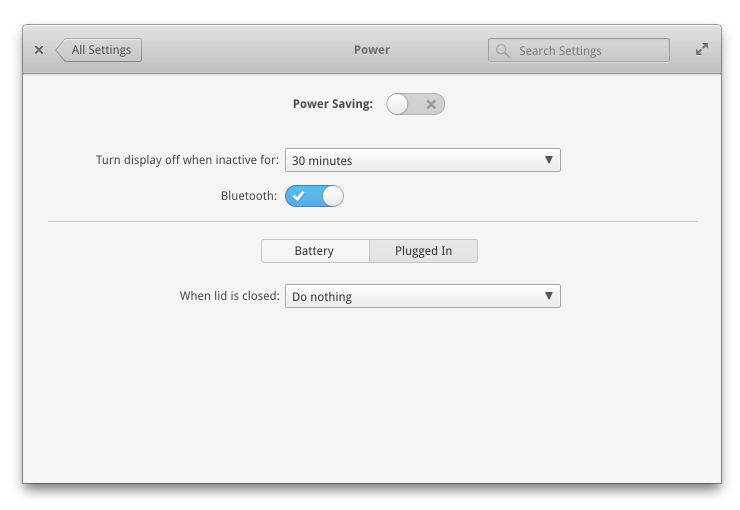 All Settings
Power
Search Settings
Power Saving:
Turn display off when inactive for:
30 minutes
Bluetooth:
Battery
Plugged In
When lid is closed:
Do nothing